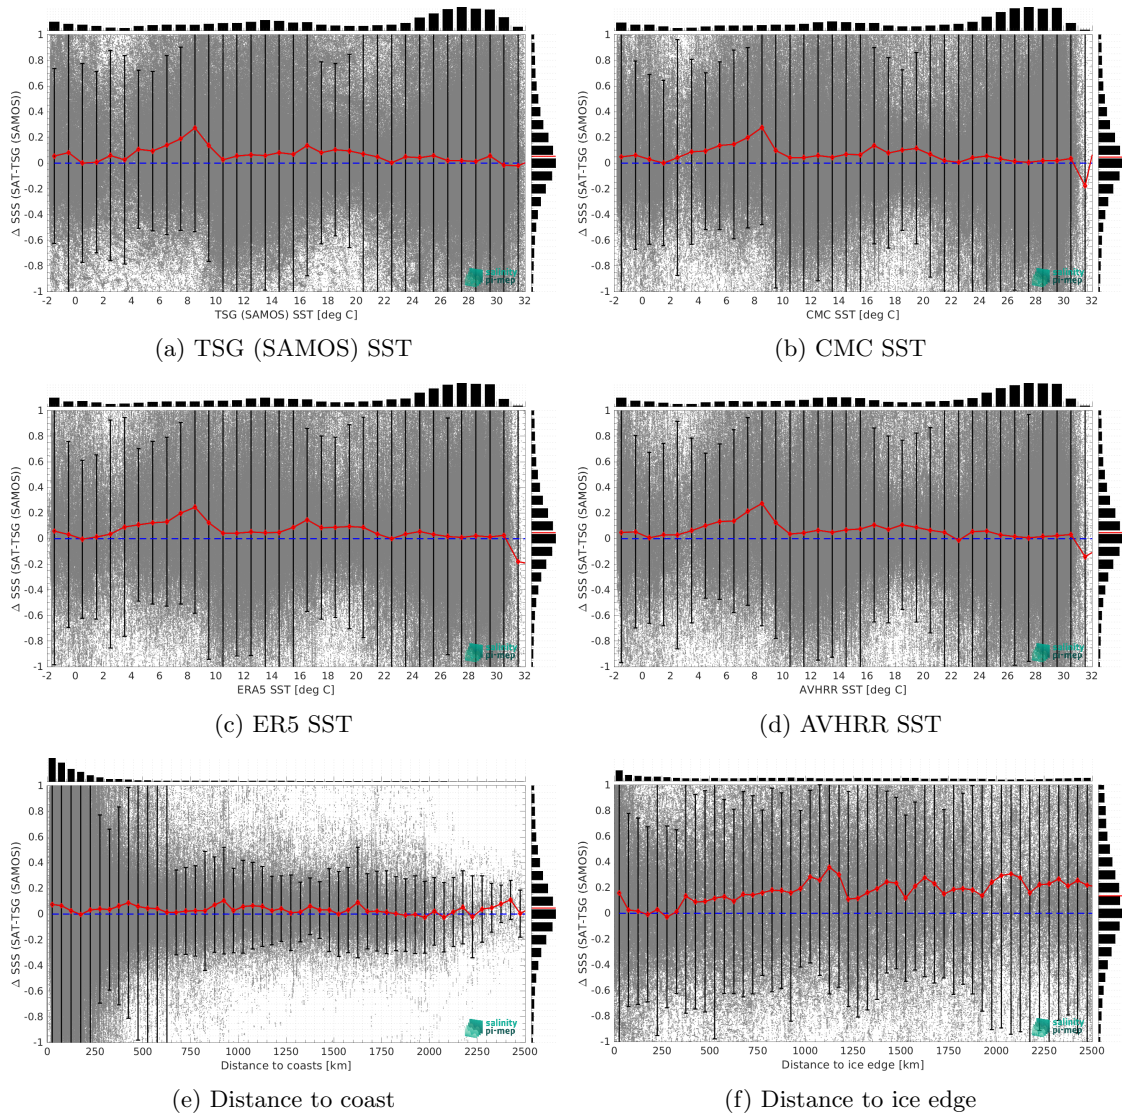 1
0.8
0.6
0.4
0.2
0
-0.2
-0.4
-0.6
-0.8
-1
Δ SSS (SAT-TSG (SAMOS))
salinity
pi-mep
-2 0 2 4 6 8 10 12 14 16 18 20 22 24 26 28 30 32
TSG (SAMOS) SST [deg C]
(a) TSG (SAMOS) SST
1
0.8
0.6
0.4
0.2
0
-0.2
-0.4
-0.6
-0.8
-1
Δ SSS (SAT-TSG (SAMOS))
salinity
pi-mep
-2 0 2 4 6 8 10 12 14 16 18 20 22 24 26 28 30 32
CMC SST [deg C]
(b) CMC SST
1
0.8
0.6
0.4
0.2
0
-0.2
-0.4
-0.6
-0.8
-1
Δ SSS (SAT-TSG (SAMOS))
salinity
pi-mep
-2 0 2 4 6 8 10 12 14 16 18 20 22 24 26 28 30 32
ERA5 SST [deg C]
(c) ER5 SST
1
0.8
0.6
0.4
0.2
0
-0.2
-0.4
-0.6
-0.8
-1
Δ SSS (SAT-TSG (SAMOS))
salinity
pi-mep
-2 0 2 4 6 8 10 12 14 16 18 20 22 24 26 28 30 32
AVHRR SST [deg C]
(d) AVHRR SST
1
0.8
0.6
0.4
0.2
0
-0.2
-0.4
-0.6
-0.8
-1
Δ SSS (SAT-TSG (SAMOS))
salinity
pi-mep
0 250 500 750 1000 1250 1500 1750 2000 2250 2500
Distance to coasts [km]
(e) Distance to coast
1
0.8
0.6
0.4
0.2
0
-0.2
-0.4
-0.6
-0.8
-1
Δ SSS (SAT-TSG (SAMOS))
salinity
pi-mep
0 250 500 750 1000 1250 1500 1750 2000 2250 2500
Distance to ice edge [km]
(f) Distance to ice edge